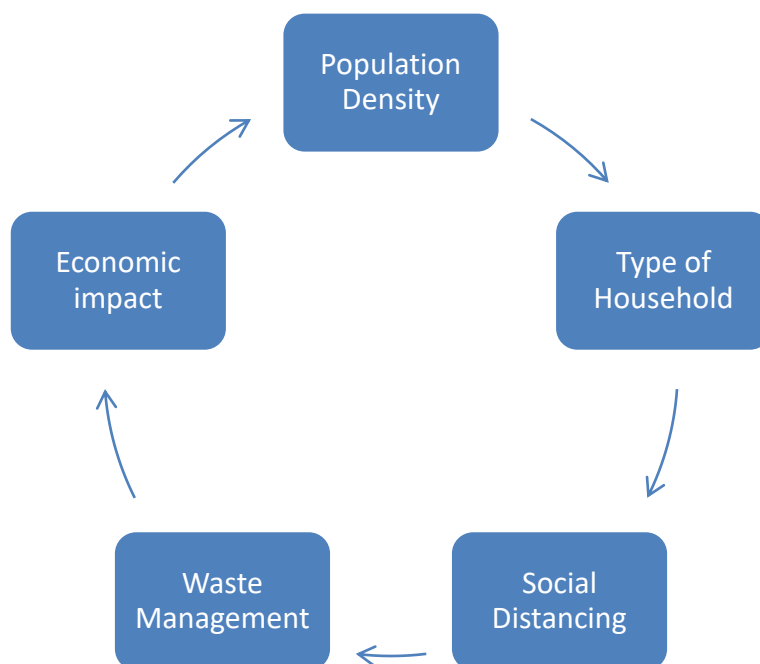 Population
Density
Type of
Household
Social
Distancing
Waste
Management
Economic
impact